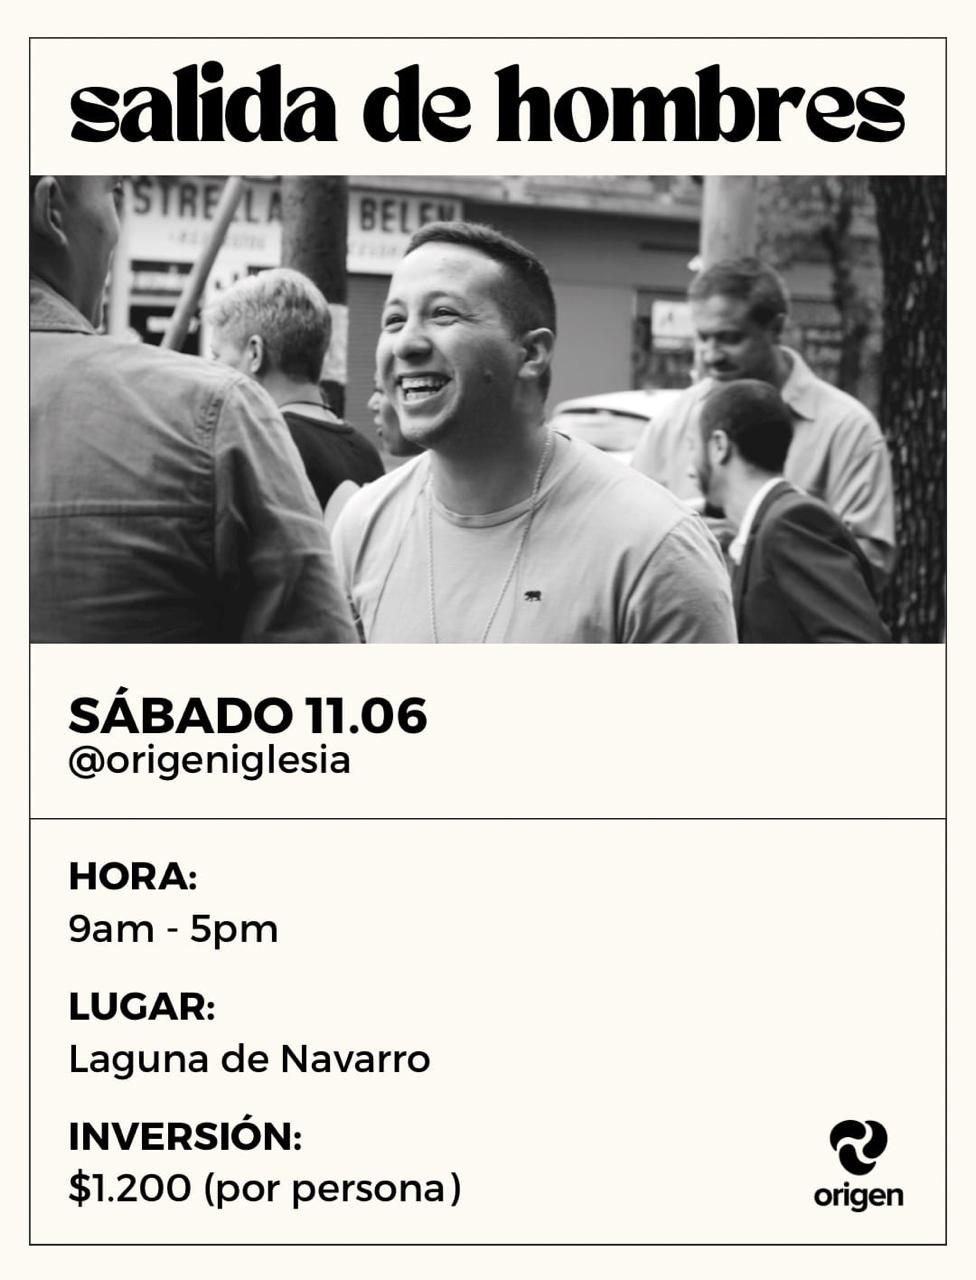 salida de hombres
STRELLA
BELEN
SÁBADO 11.06
@origeniglesia
HORA:
9am - 5pm
LUGAR:
Laguna de Navarro
INVERSIÓN:
$1.200 (por persona)
origen